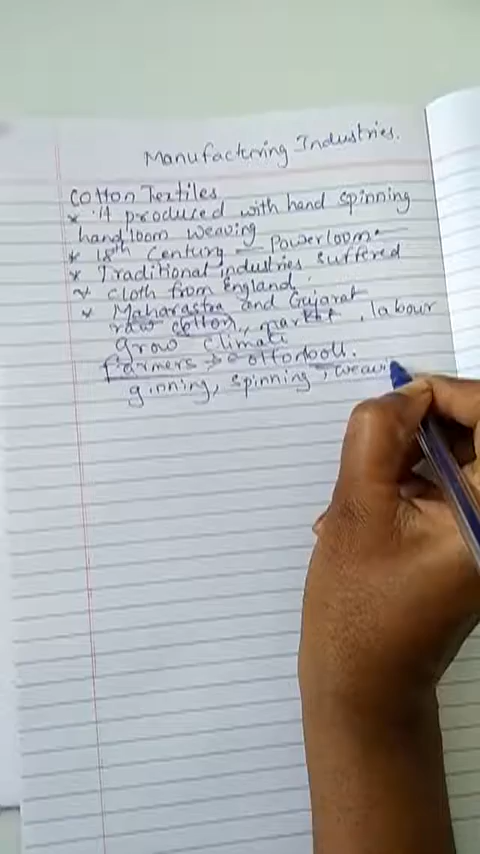 Manufacturing Industries.
Cotton Textiles
* It produced with hand spinning
handloom weaving
* 18th Century — Powerloom.
* Traditional industries suffered
* cloth from England.
* Maharastra and Gujarat
raw cotton, market, labour
grow climate
Farmers →
ginning, spinning, weavi